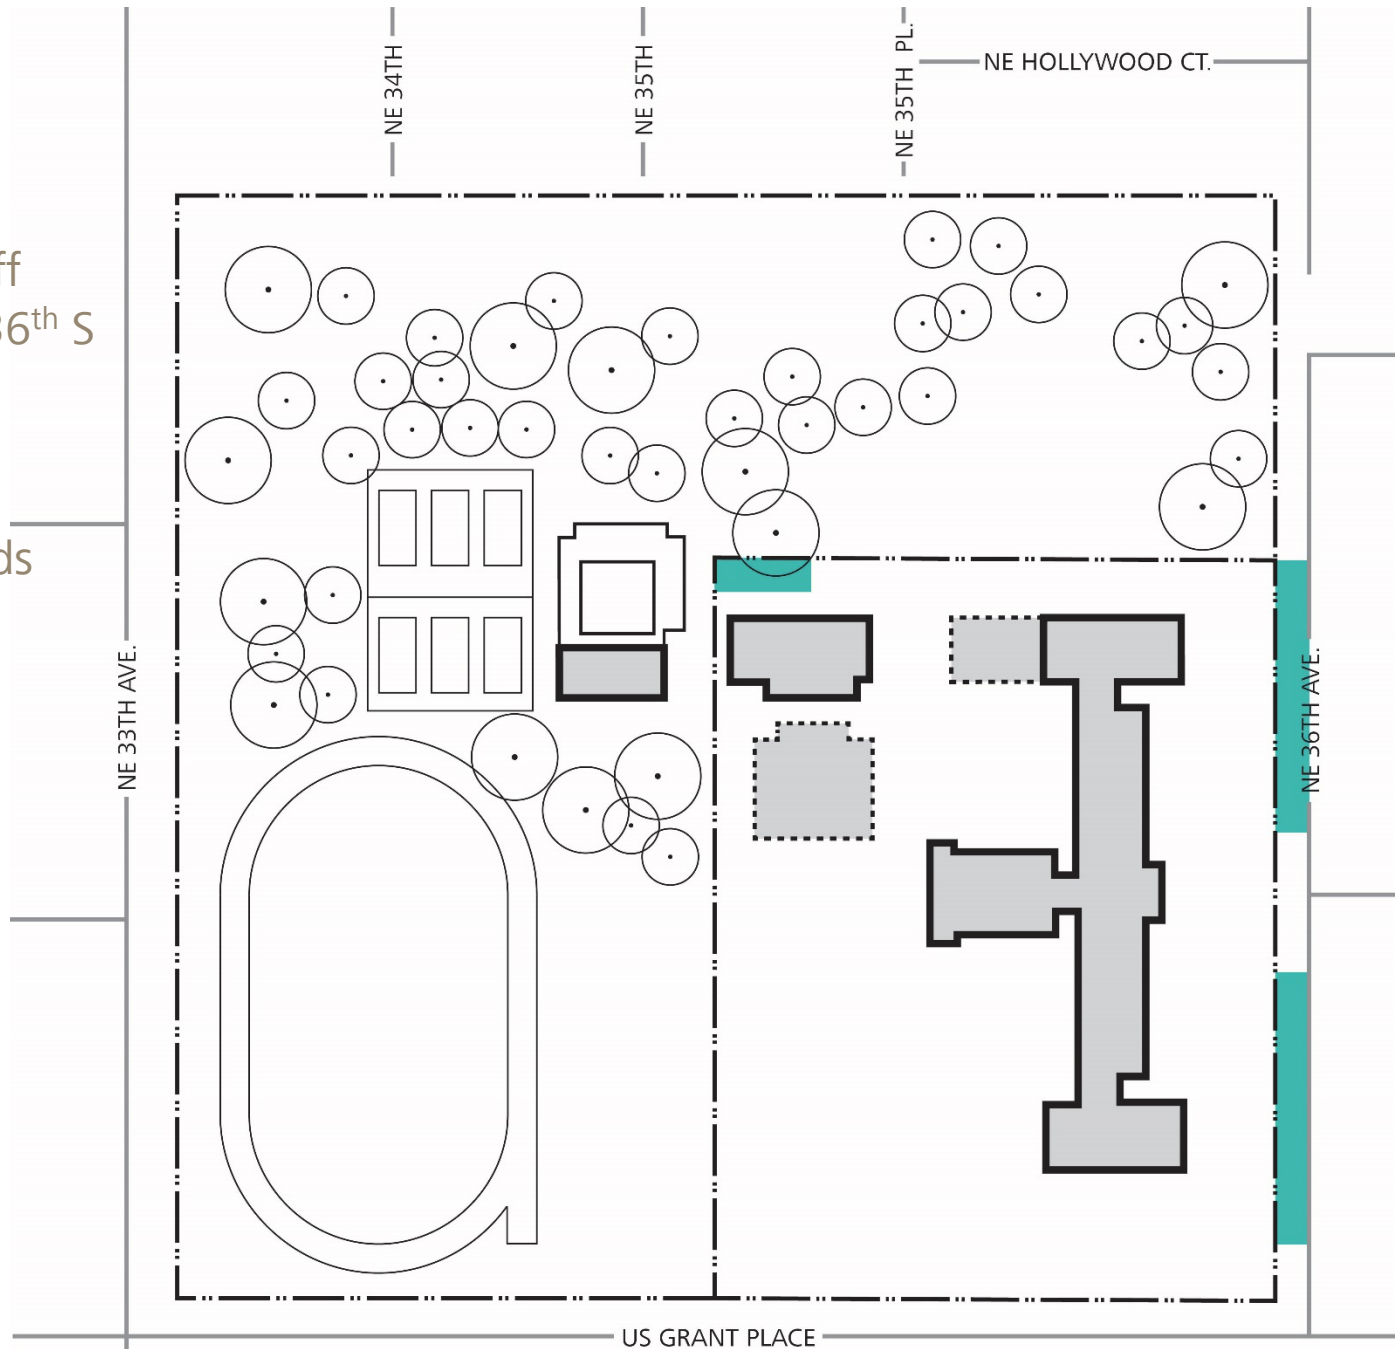 NE 34TH
NE 35TH
NE 35TH PL.
NE HOLLYWOOD CT.
ff
36th S
ds
NE 33TH AVE.
NE 36TH AVE.
US GRANT PLACE